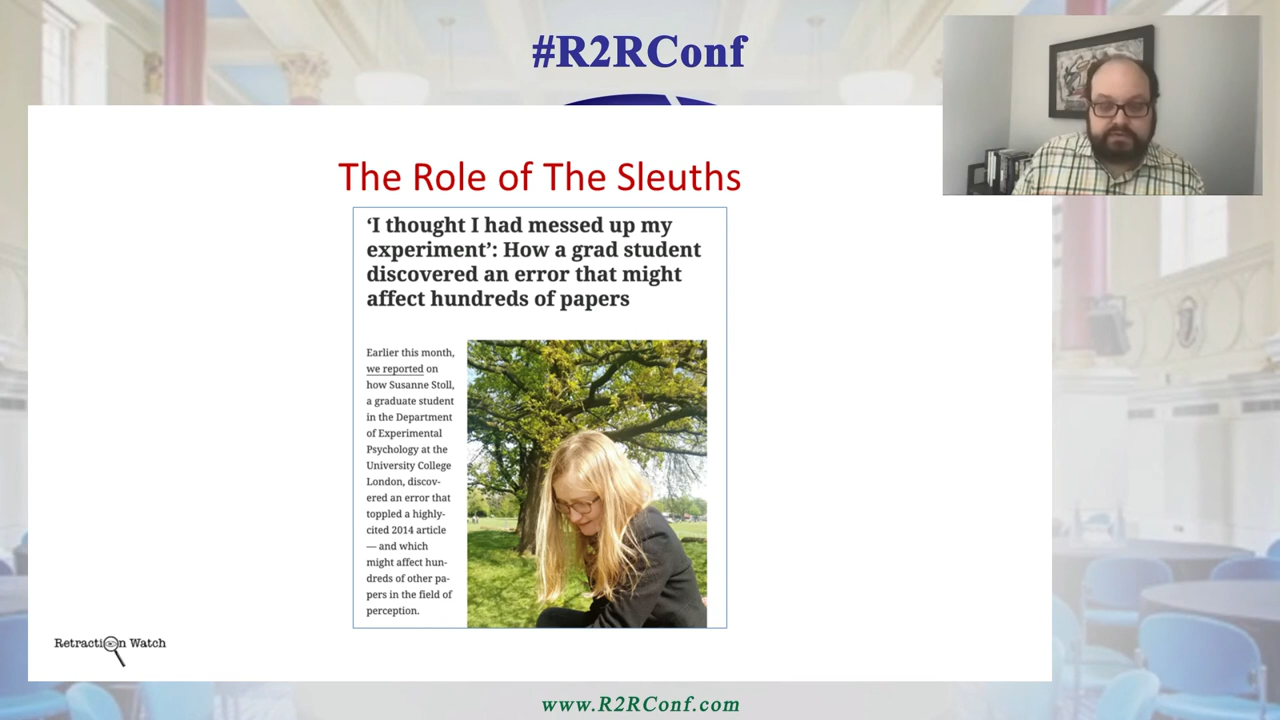 #R2RConf
The Role of The Sleuths
‘I thought I had messed up my
experiment’: How a grad student
discovered an error that might
affect hundreds of papers
Earlier this month,
we reported on
how Susanne Stoll,
a graduate student
in the Department
of Experimental
Psychology at the
University College
London, discov-
ered an error that
toppled a highly-
cited 2014 article
— and which
might affect hun-
dreds of other pa-
pers in the field of
perception.
Retraction Watch
www.R2RConf.com